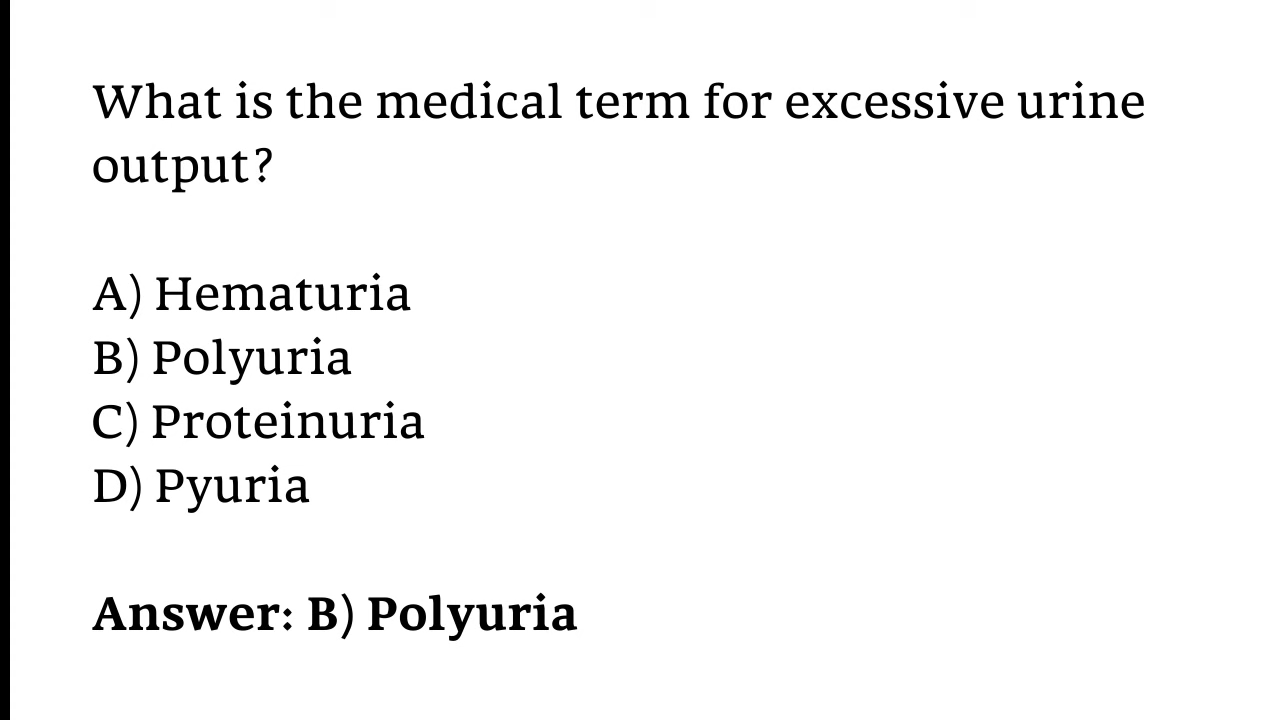 What is the medical term for excessive urine
output?
A) Hematuria
B) Polyuria
C) Proteinuria
D) Pyuria
Answer: B) Polyuria